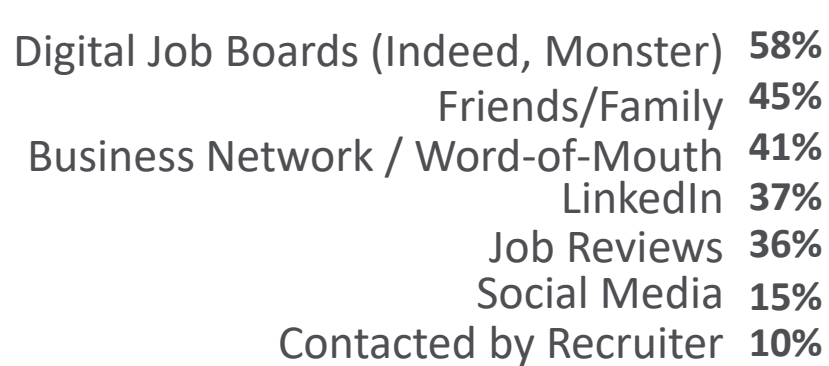 Digital Job Boards (Indeed, Monster) 58%
Friends/Family 45%
Business Network / Word-of-Mouth 41%
LinkedIn 37%
Job Reviews 36%
Social Media 15%
Contacted by Recruiter 10%